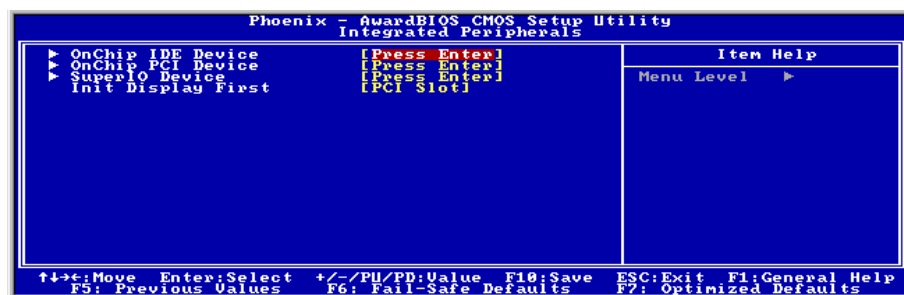 Phoenix - AwardBIOS CMOS Setup Utility
Integrated Peripherals
► OnChip IDE Device [Press Enter]
► OnChip PCI Device [Press Enter]
► SuperIO Device [Press Enter]
Init Display First [PCI Slot]
Item Help
Menu Level ►
↑↓→←:Move Enter:Select +/-/PU/PD:Value F10:Save ESC:Exit F1:General Help
F5: Previous Values F6: Fail-Safe Defaults F7: Optimized Defaults